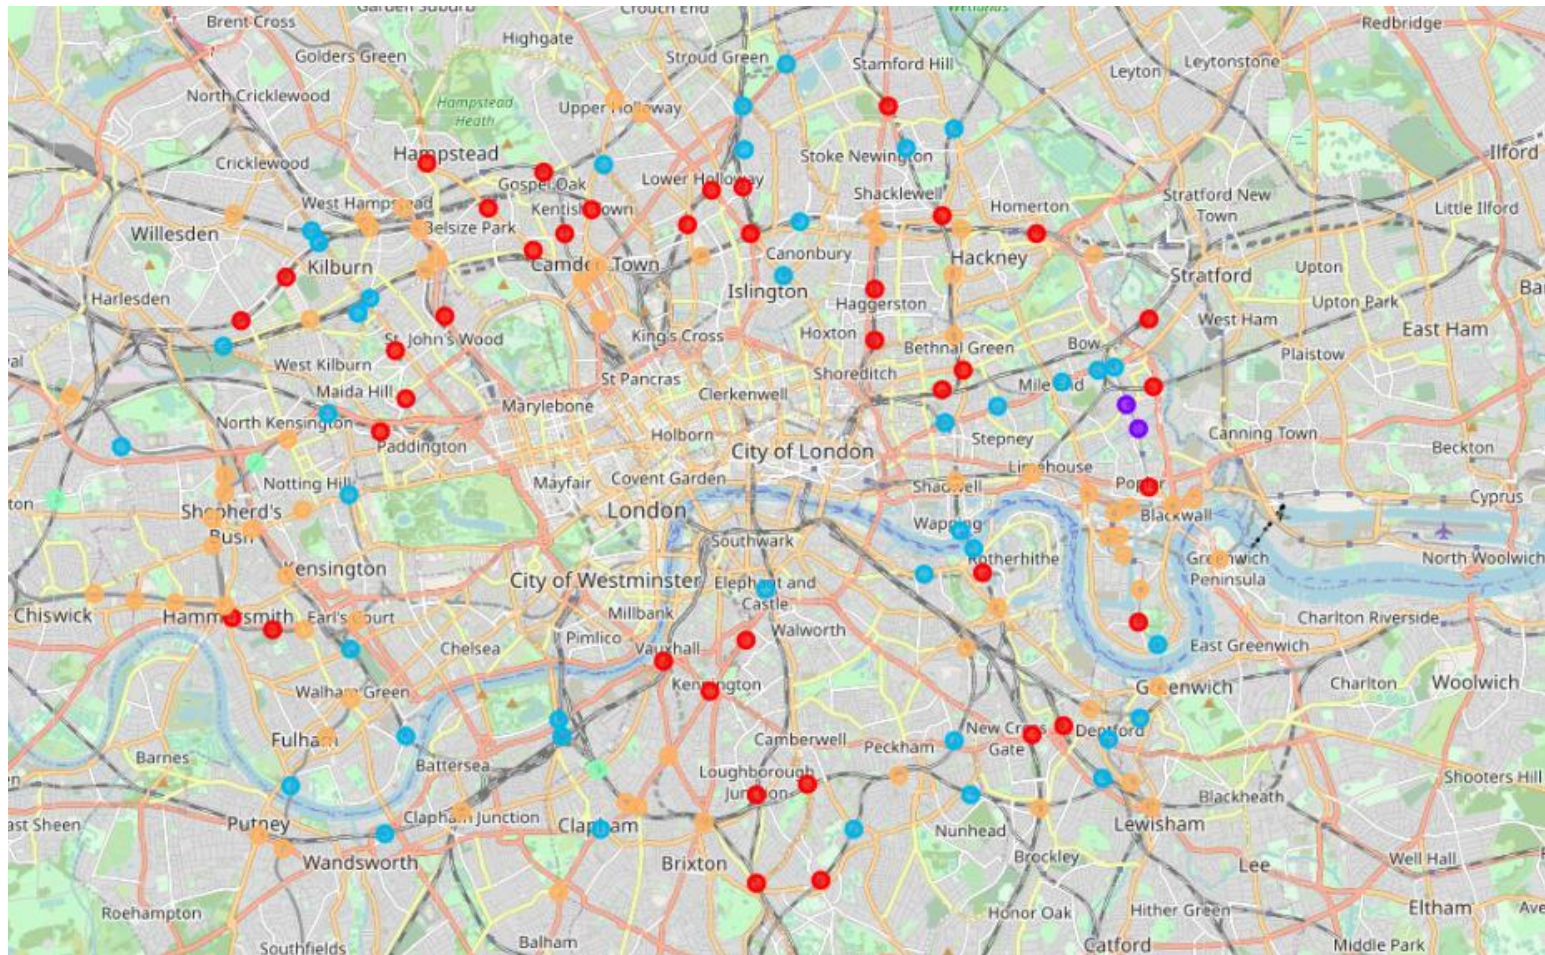 Garden Suburb
Crouch End
Wetlands
Brent Cross
Redbridge
Highgate
Golders Green
Stroud Green
Stamford Hill
Leytonstone
Leyton
North Cricklewood
Hampstead
Heath
Upper Holloway
Cricklewood
Hampstead
Stoke Newington
Ilford
Gospel Oak
Lower Holloway
Shacklewell
Stratford New
Town
West Hampstead
Kentish Town
Homerton
Little Ilford
Willesden
Belsize Park
Canonbury
Hackney
Kilburn
Camden Town
Stratford
Upton
Islington
Harlesden
Haggerston
Upton Park
West Ham
East Ham
St. John's Wood
King's Cross
Hoxton
Bethnal Green
Bow
Plaistow
West Kilburn
St Pancras
Shoreditch
Mile End
Maida Hill
Clerkenwell
Marylebone
North Kensington
Holborn
Stepney
Canning Town
Paddington
City of London
Beckton
Limehouse
Notting Hill
Mayfair
Covent Garden
Shadwell
Poplar
Cyprus
Shepherd's
Bush
London
Wapping
Blackwall
Southwark
Rotherhithe
Greenwich
Peninsula
North Woolwich
Kensington
City of Westminster
Elephant and
Castle
Chiswick
Hammersmith
Earl's Court
Millbank
Charlton Riverside
Pimlico
Walworth
Chelsea
Vauxhall
East Greenwich
Walham Green
Kennington
Greenwich
Charlton
Woolwich
Fulham
Camberwell
Peckham
New Cross
Gate
Deptford
Barnes
Battersea
Loughborough
Junction
Shooters Hill
Blackheath
Putney
Clapham Junction
Clapham
Nunhead
Lewisham
Wandsworth
Brixton
Brockley
Lee
Well Hall
Roehampton
Honor Oak
Hither Green
Eltham
Southfields
Balham
Catford
Middle Park